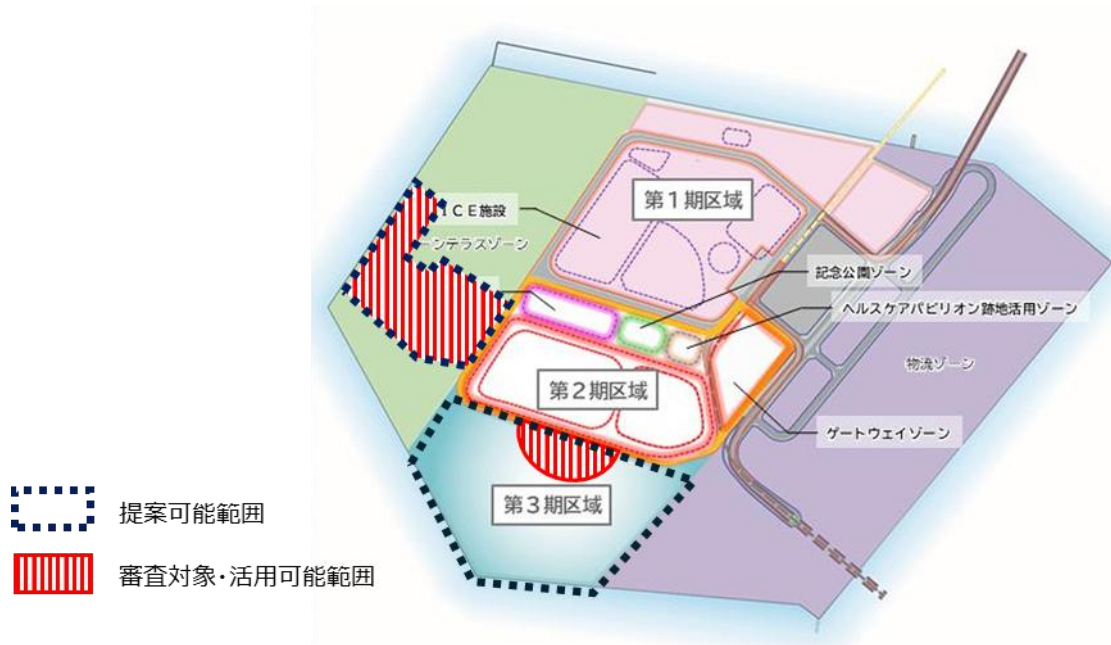 第1期区域
ICE施設
ーンテラスゾーン
記念公園ゾーン
ヘルスケアパビリオン跡地活用ゾーン
物流ゾーン
第2期区域
ゲートウェイゾーン
第3期区域
提案可能範囲
審査対象・活用可能範囲